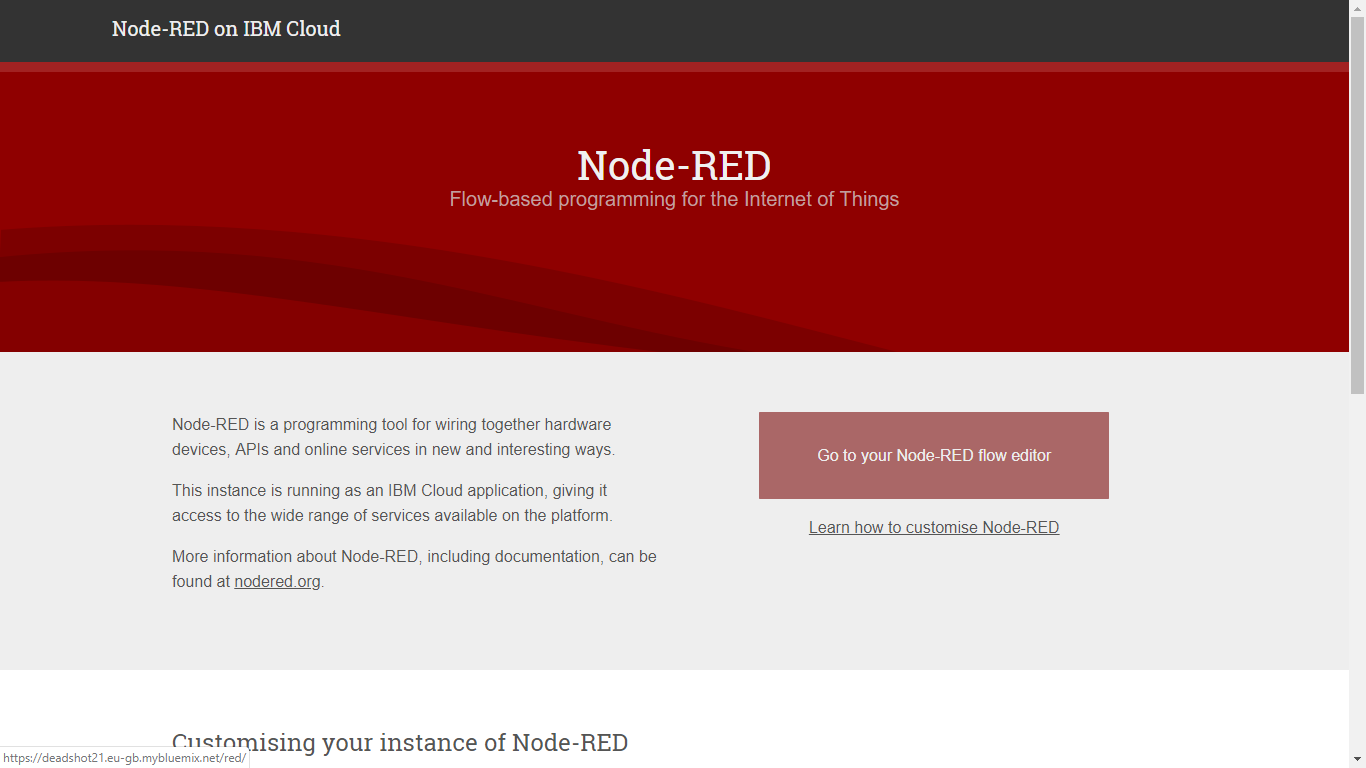 Node-RED on IBM Cloud
Node-RED
Flow-based programming for the Internet of Things
Node-RED is a programming tool for wiring together hardware
devices, APIs and online services in new and interesting ways.
This instance is running as an IBM Cloud application, giving it
access to the wide range of services available on the platform.
More information about Node-RED, including documentation, can be
found at nodered.org.
Go to your Node-RED flow editor
Learn how to customise Node-RED
Customising your instance of Node-RED
https://deadshot21.eu-gb.mybluemix.net/red/